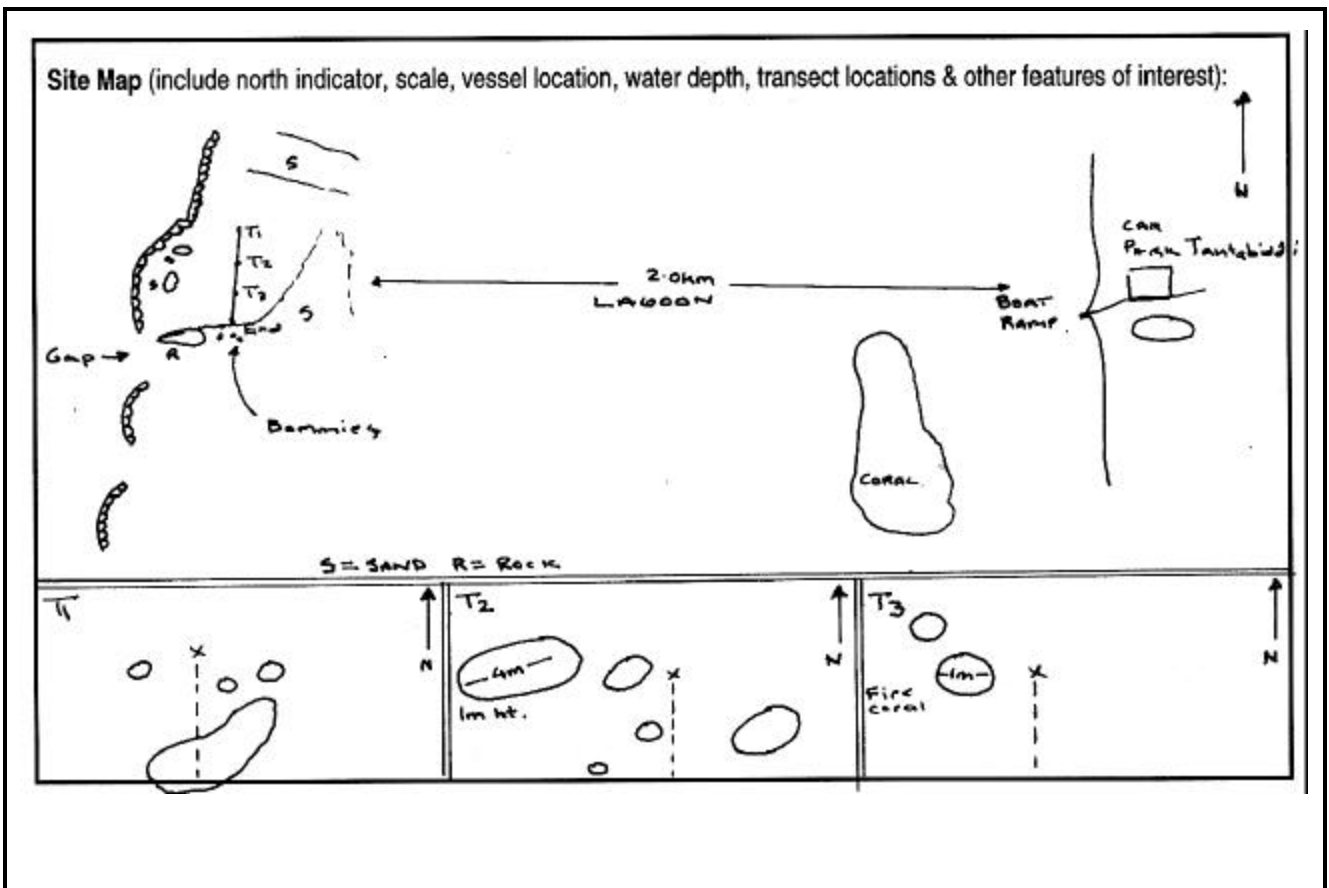 Site Map (include north indicator, scale, vessel location, water depth, transect locations & other features of interest):
N
S
T1
T2
T3
End
S
S
S
R
Gap
Bommies
2.0km
LAGOON
BOAT
RAMP.
CAR
PARK Tantabiddi
CORAL
S = SAND R = ROCK
T1
N
T2
4m
1m ht.
N
T3
1m
Fire
coral
N